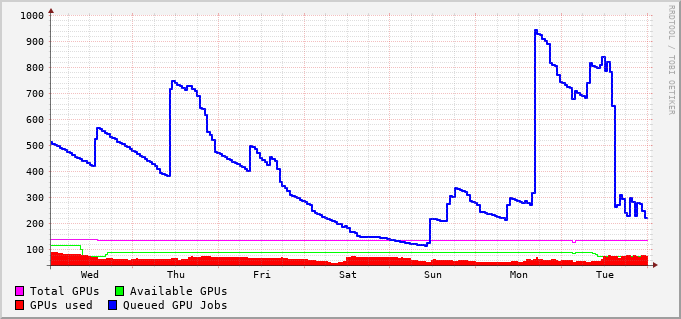 1000
900
800
700
600
500
400
300
200
100
Wed Thu Fri Sat Sun Mon Tue
Total GPUs Available GPUs
GPUs used Queued GPU Jobs
RRDTOOL / TOBI OETIKER